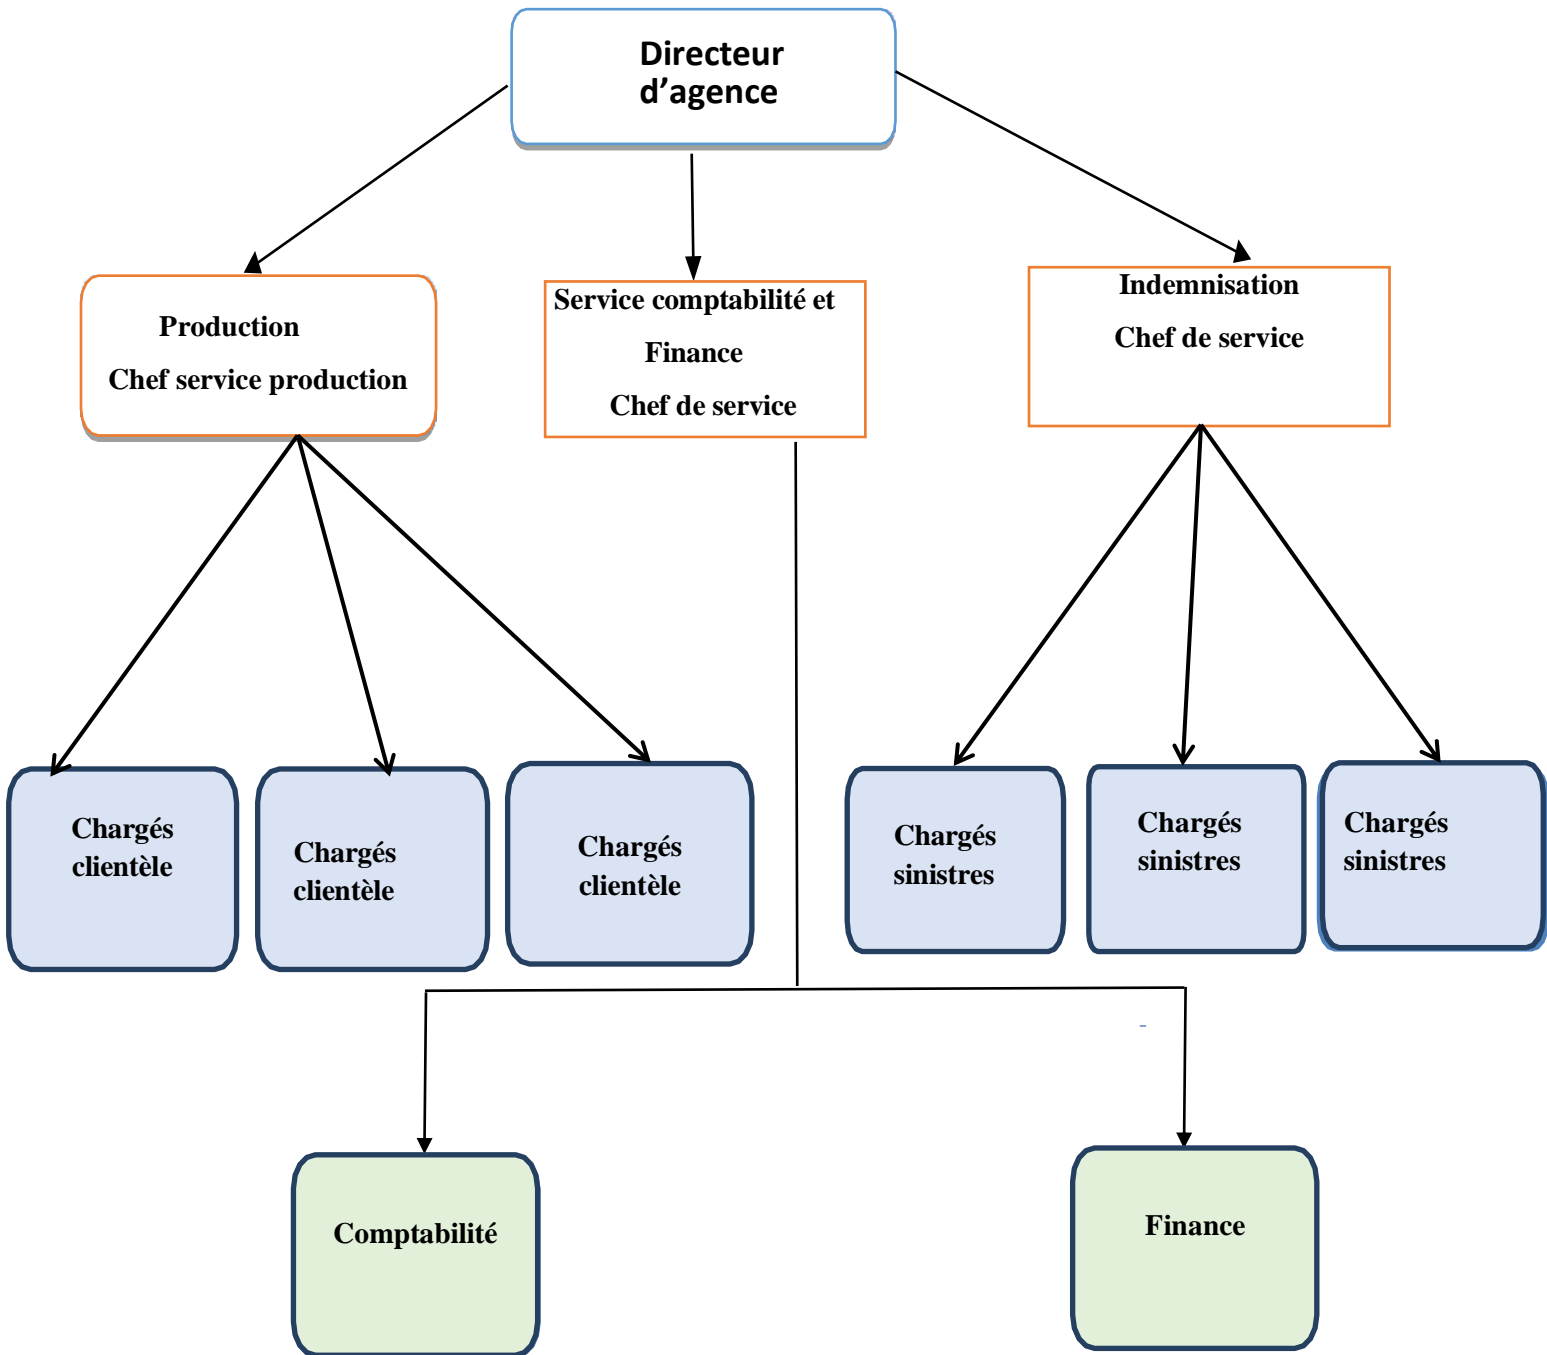 Directeur
d’agence
Production
Chef service production
Service comptabilité et
Finance
Chef de service
Indemnisation
Chef de service
Chargés
clientèle
Chargés
clientèle
Chargés
clientèle
Chargés
sinistres
Chargés
sinistres
Chargés
sinistres
Comptabilité
Finance